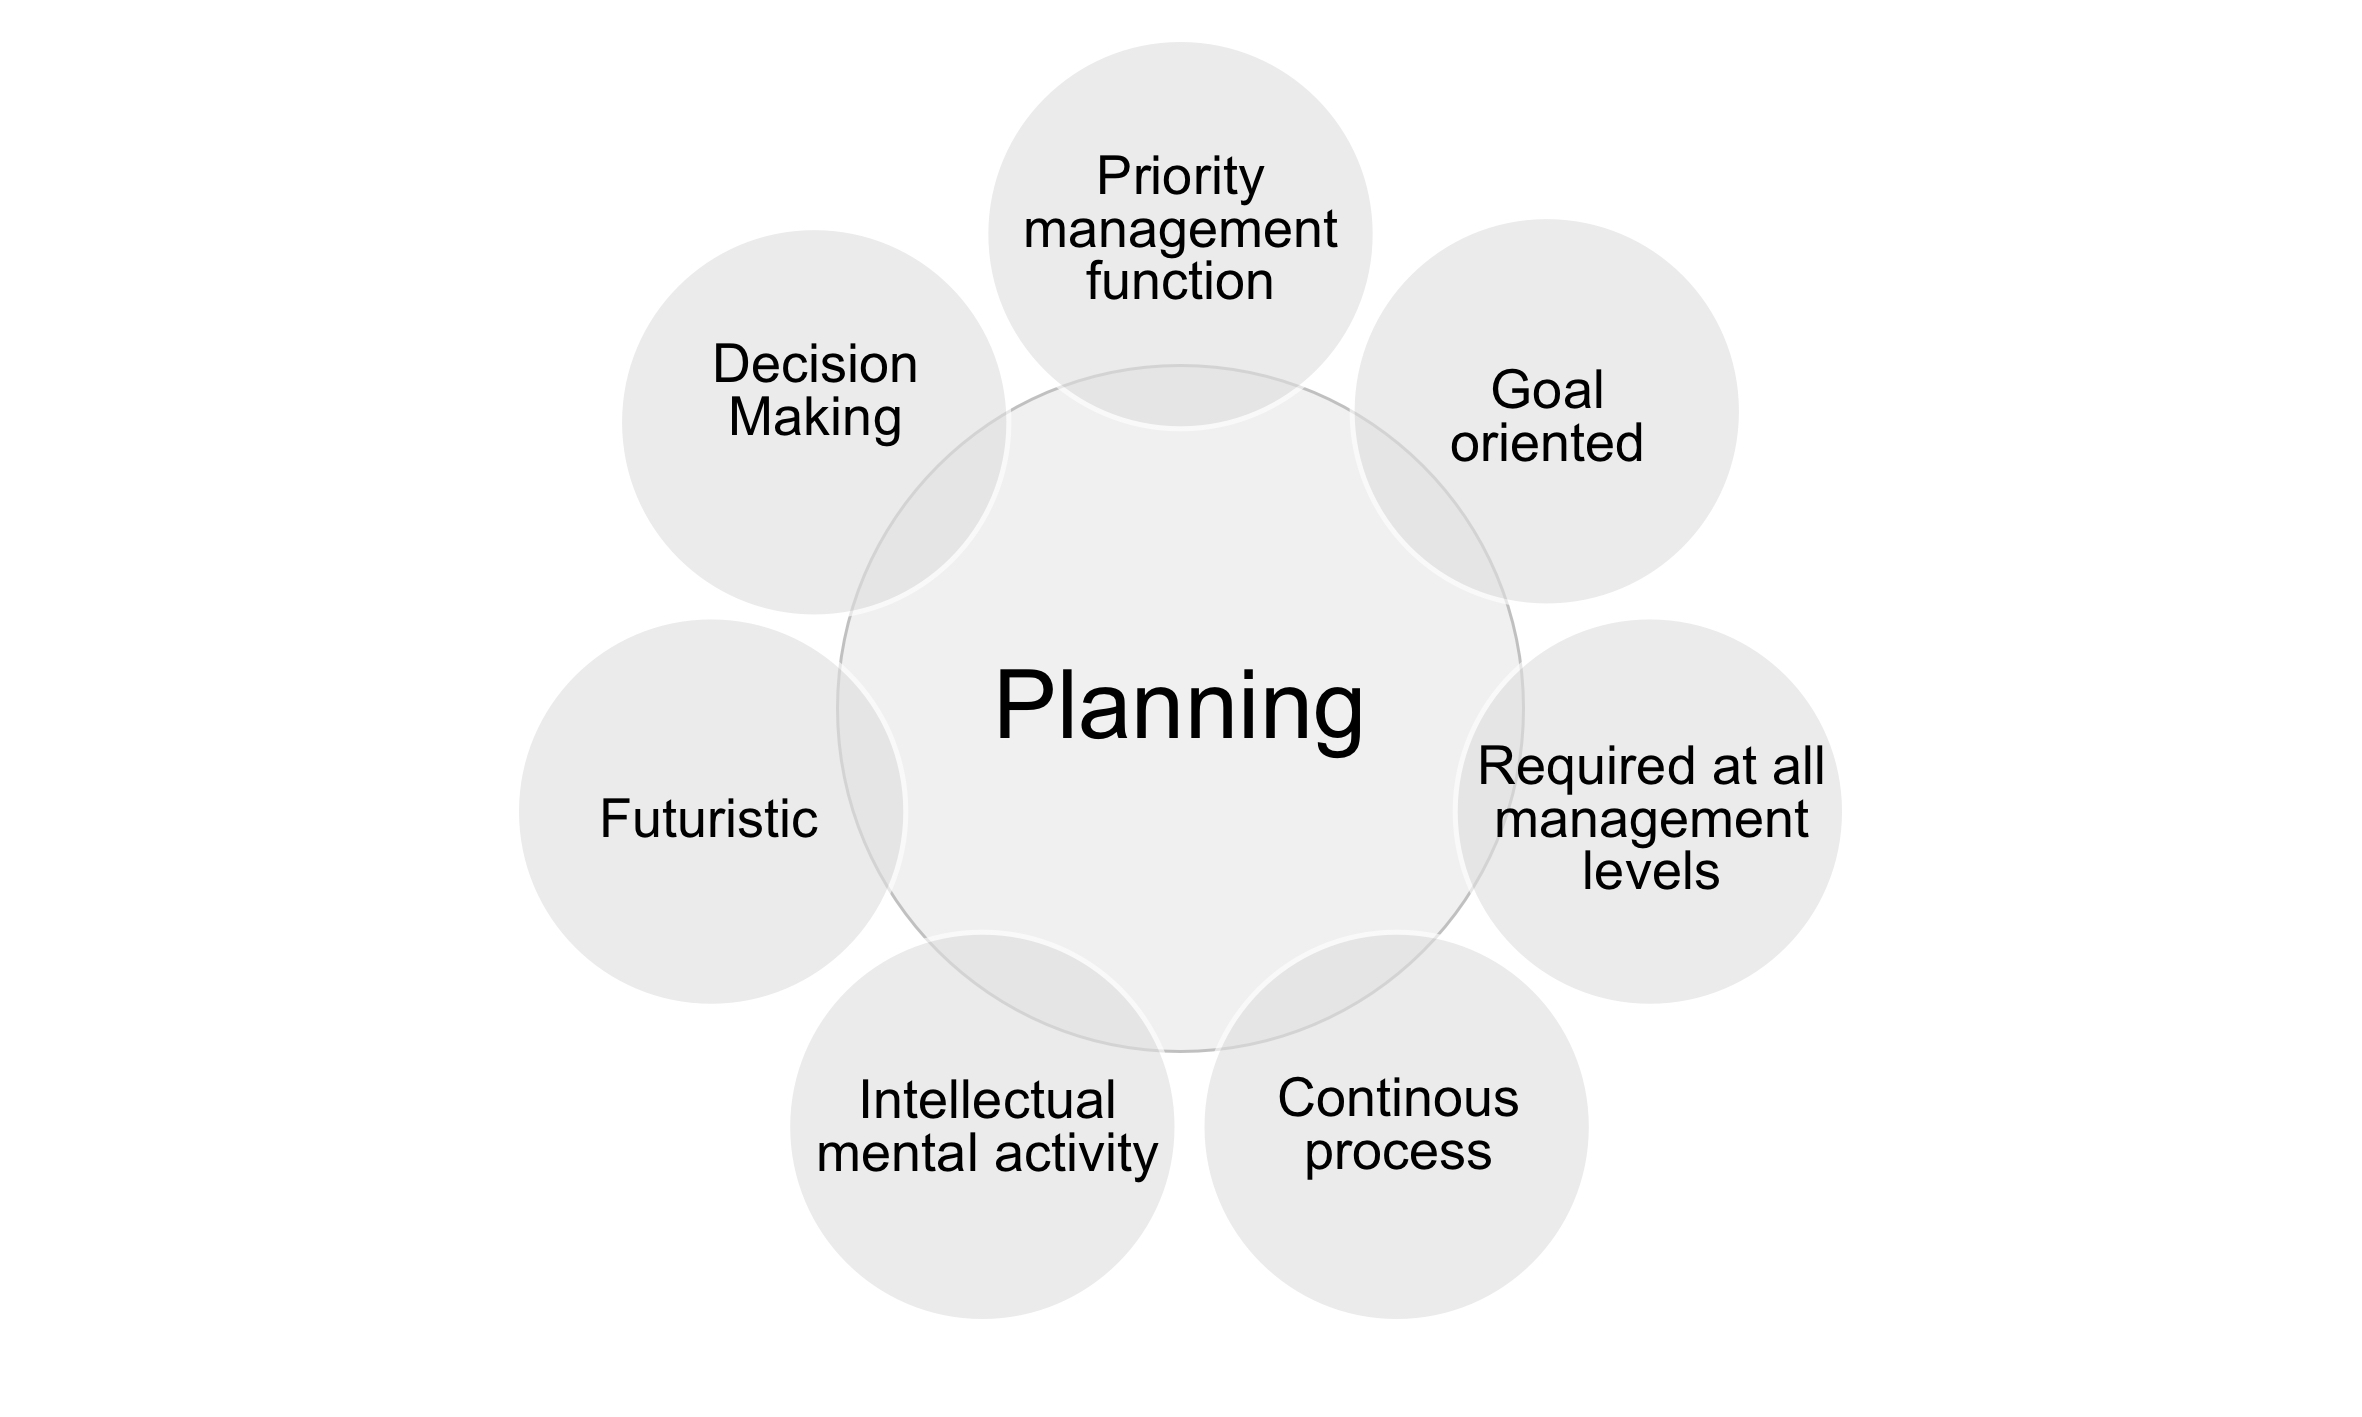 Priority
management
function
Goal
oriented
Required at all
management
levels
Continous
process
Intellectual
mental activity
Futuristic
Decision
Making
Planning